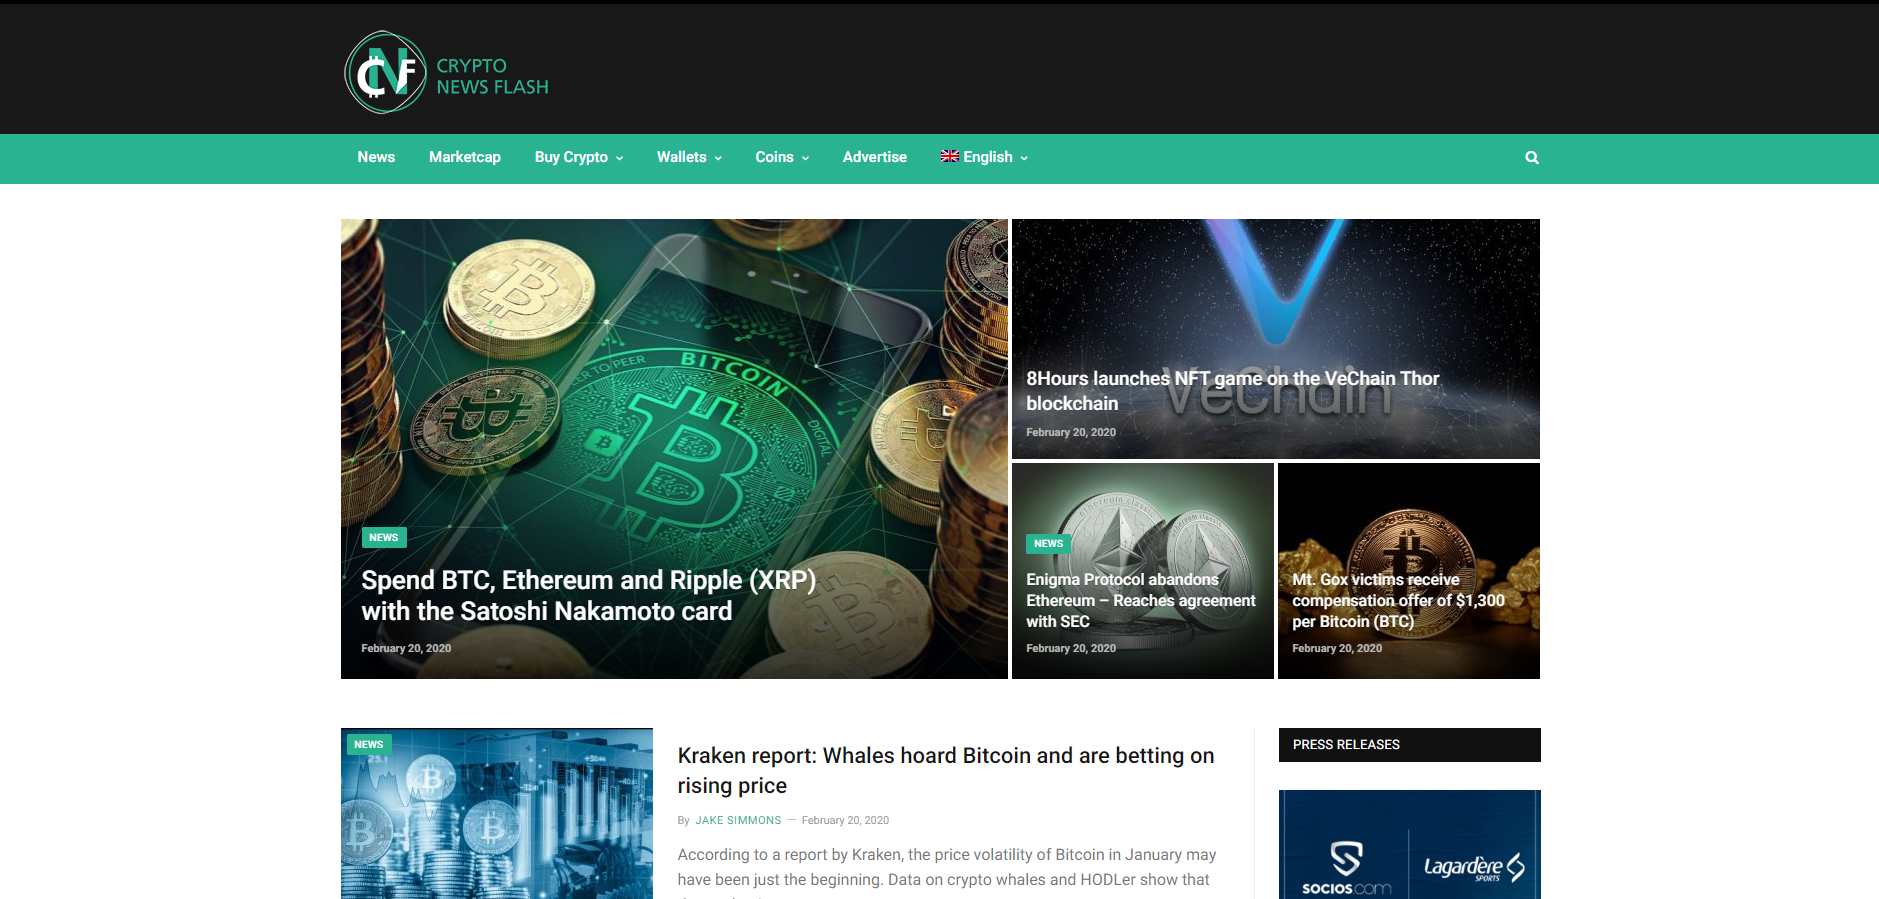 CNF
CRYPTO
NEWS FLASH
News
Marketcap
Buy Crypto
Wallets
Coins
Advertise
English
BITCOIN
DIGITAL
NEWS
Spend BTC, Ethereum and Ripple (XRP)
with the Satoshi Nakamoto card
February 20, 2020
VeChain
8Hours launches NFT game on the VeChain Thor
blockchain
February 20, 2020
ethereum classic
NEWS
Enigma Protocol abandons
Ethereum – Reaches agreement
with SEC
February 20, 2020
Mt. Gox victims receive
compensation offer of $1,300
per Bitcoin (BTC)
February 20, 2020
NEWS
Kraken report: Whales hoard Bitcoin and are betting on
rising price
By JAKE SIMMONS — February 20, 2020
According to a report by Kraken, the price volatility of Bitcoin in January may
have been just the beginning. Data on crypto whales and HODLer show that
PRESS RELEASES
socios.com
Lagardère
SPORTS